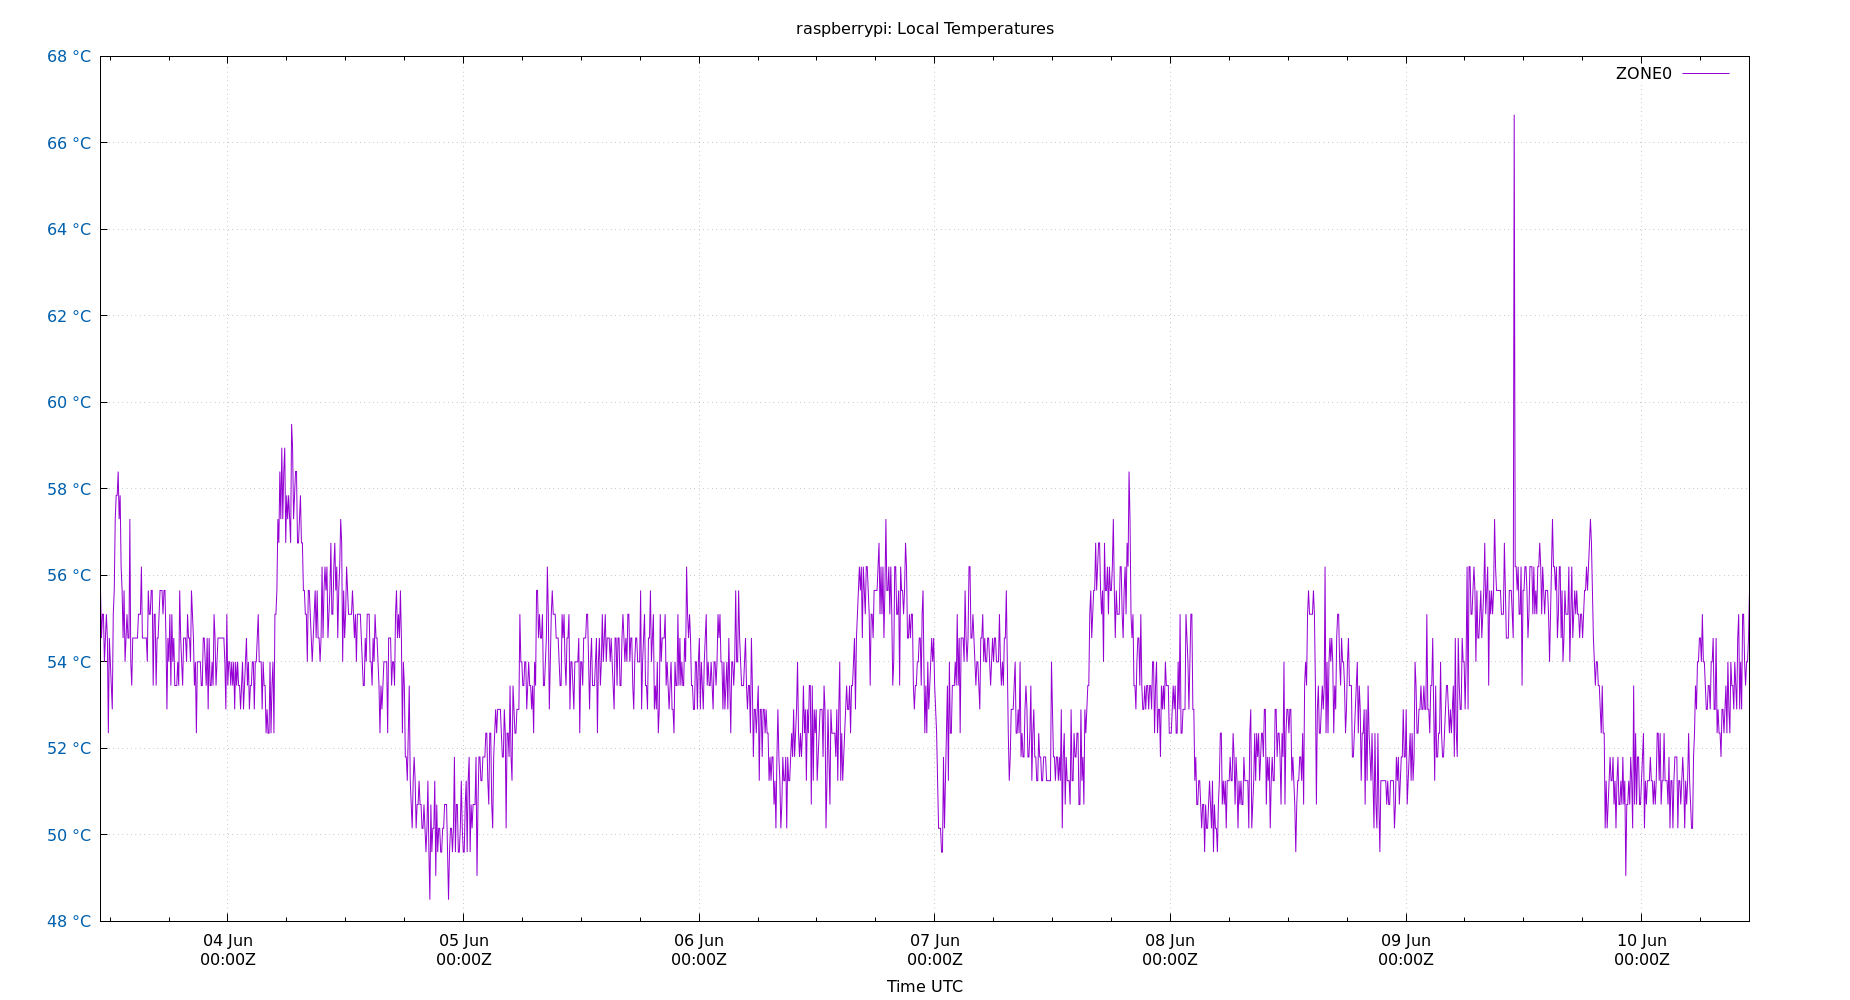 raspberrypi: Local Temperatures
68 °C
ZONE0
66 °C
64 °C
62 °C
60 °C
58 °C
56 °C
54 °C
52 °C
50 °C
48 °C
04 Jun 05 Jun 06 Jun 07 Jun 08 Jun 09 Jun 10 Jun
00:00Z 00:00Z 00:00Z 00:00Z 00:00Z 00:00Z 00:00Z
Time UTC